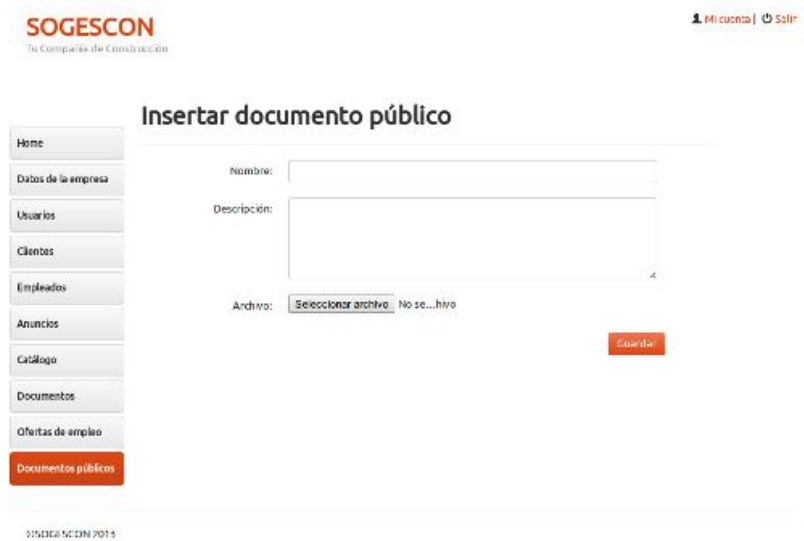 SOGESCON
Tu Compañía de Construcción
Mi cuenta | Salir
Insertar documento público
Home
Datos de la empresa
Usuarios
Clientes
Empleados
Anuncios
Catálogo
Documentos
Ofertas de empleo
Documentos públicos
Nombre:
Descripción:
Archivo: Seleccionar archivo No se...hivo
Guardar
©SOGESCON 2013